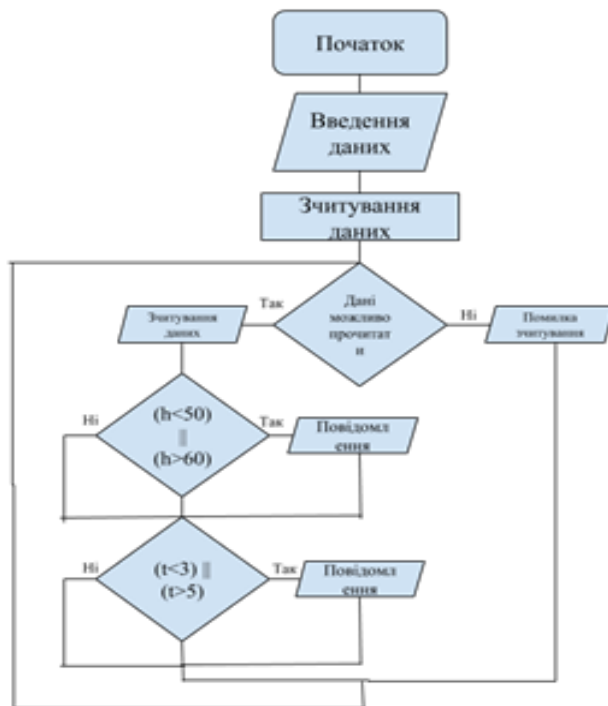 Початок
Введення
даних
Зчитування
даних
Так
Дані
можливо
прочитат
и
Ні
Зчитування
даних
Помилка
зчитування
Ні
(h<50)
||
(h>60)
Так
Повідомл
ення
Ні
(t<3) ||
(t>5)
Так
Повідомл
ення